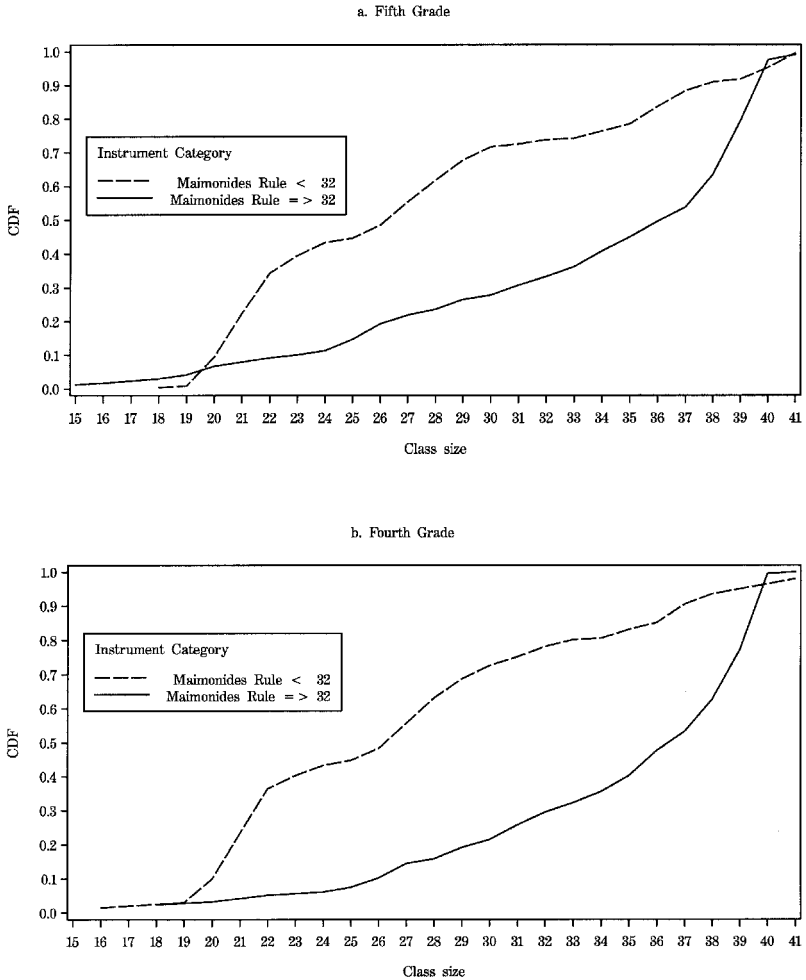 a. Fifth Grade
1.0
0.9
0.8
0.7
0.6
0.5
0.4
0.3
0.2
0.1
0.0
CDF
Instrument Category
Maimonides Rule < 32
Maimonides Rule = > 32
15 16 17 18 19 20 21 22 23 24 25 26 27 28 29 30 31 32 33 34 35 36 37 38 39 40 41
Class size
b. Fourth Grade
1.0
0.9
0.8
0.7
0.6
0.5
0.4
0.3
0.2
0.1
0.0
CDF
Instrument Category
Maimonides Rule < 32
Maimonides Rule = > 32
15 16 17 18 19 20 21 22 23 24 25 26 27 28 29 30 31 32 33 34 35 36 37 38 39 40 41
Class size